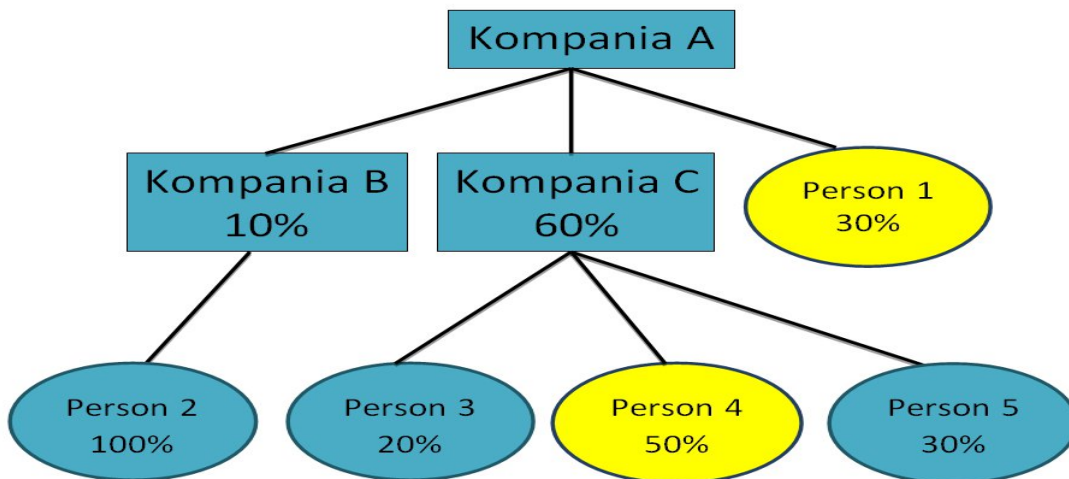 Kompania A
Kompania B
10%
Kompania C
60%
Person 1
30%
Person 2
100%
Person 3
20%
Person 4
50%
Person 5
30%